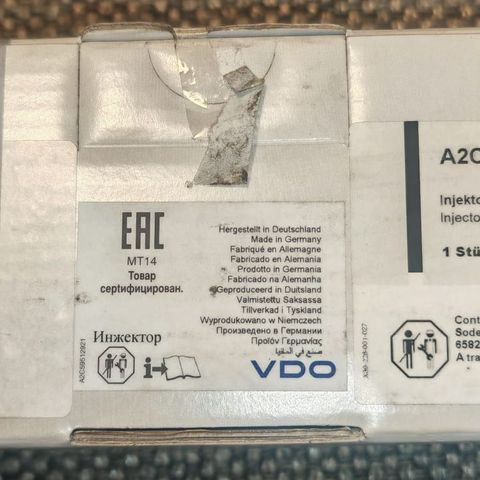 EAC
MT14
Товар
сертифицирован.
Инжектор
A2C59512921
Hergestellt in Deutschland
Made in Germany
Fabriqué en Allemagne
Fabricado en Alemania
Prodotto in Germania
Fabricado na Alemanha
Geproduceerd in Duitsland
Valmistettu Saksassa
Tillverkad i Tyskland
Wyprodukowano w Niemczech
Произведено в Германии
Προϊόν Γερμανίας
صنع في ألمانيا
VDO
A2C
Injekto
Injecto
1 Stü
Cont
Sode
6582
A tra